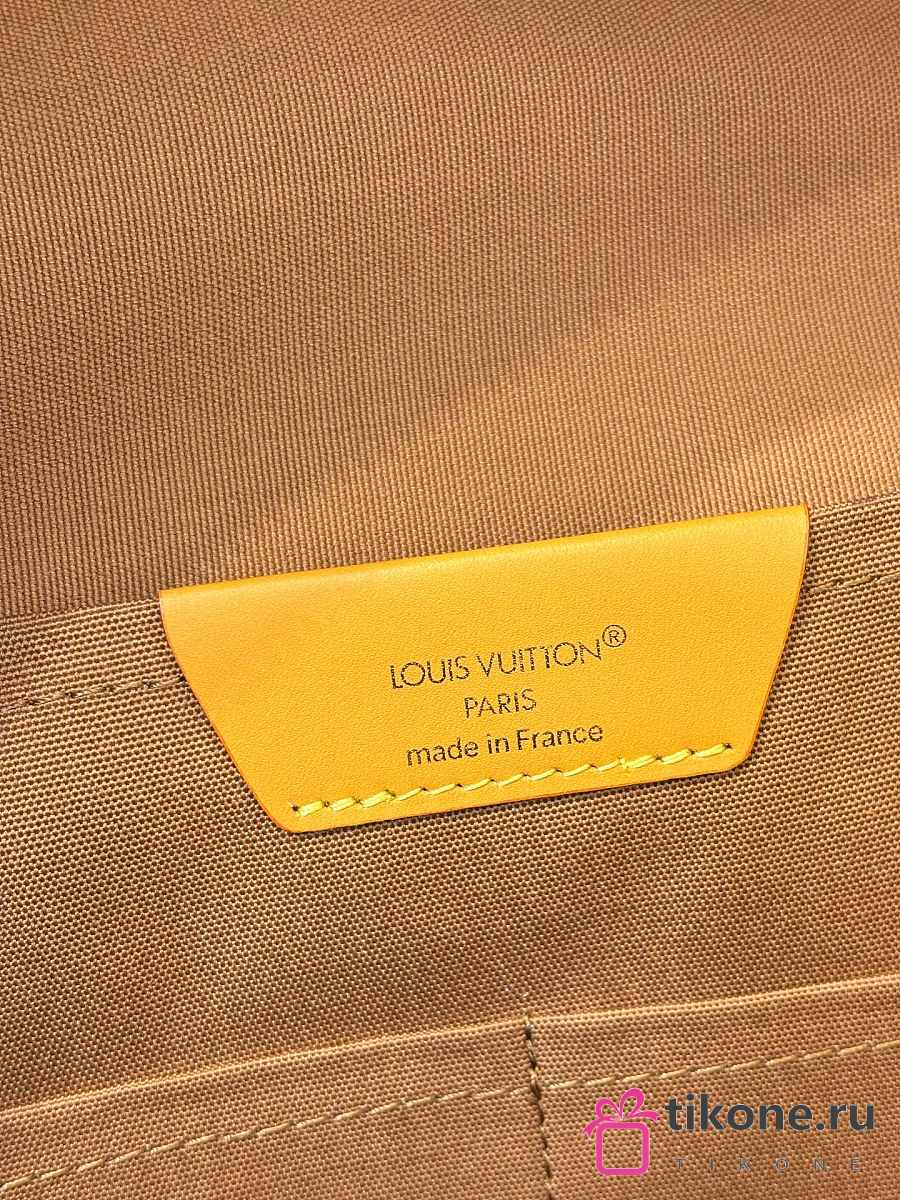 LOUIS VUITTON®
PARIS
made in France
tikone.ru
TIKONE